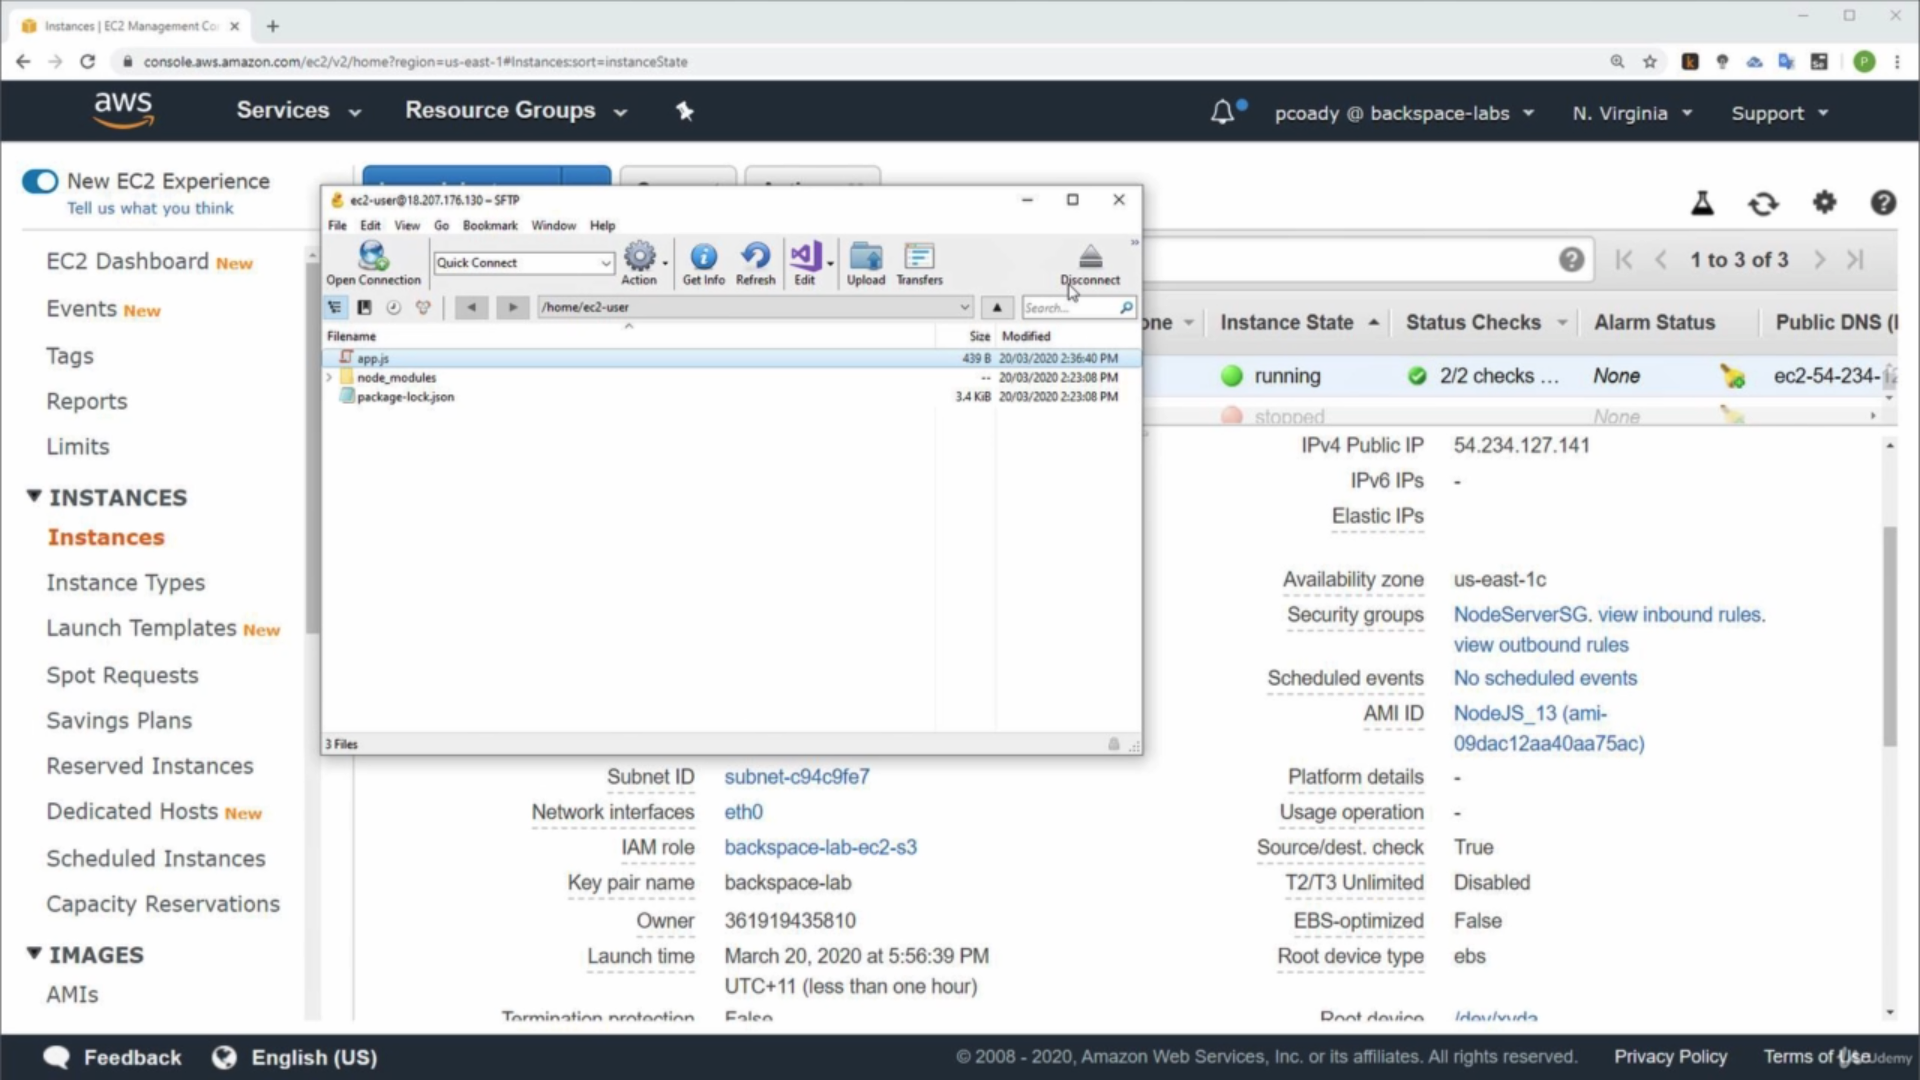 Instances | EC2 Management Co
console.aws.amazon.com/ec2/v2/home?region=us-east-1#Instances:sort=instanceState
P
aws
Services
Resource Groups
pcoady @ backspace-labs
N. Virginia
Support
New EC2 Experience
Tell us what you think
EC2 Dashboard New
Events New
Tags
Reports
Limits
INSTANCES
Instances
Instance Types
Launch Templates New
Spot Requests
Savings Plans
Reserved Instances
Dedicated Hosts New
Scheduled Instances
Capacity Reservations
IMAGES
AMIs
ec2-user@18.207.176.130 – SFTP
File Edit View Go Bookmark Window Help
Open Connection
Quick Connect
Action
Get Info
Refresh
Edit
Upload
Transfers
Disconnect
/home/ec2-user
Search...
Filename Size Modified
app.js 439 B 20/03/2020 2:36:40 PM
node_modules -- 20/03/2020 2:23:08 PM
package-lock.json 3.4 KiB 20/03/2020 2:23:08 PM
3 Files
1 to 3 of 3
one Instance State Status Checks Alarm Status Public DNS (I
running 2/2 checks ... None ec2-54-234-
stopped None
IPv4 Public IP 54.234.127.141
IPv6 IPs -
Elastic IPs
Availability zone us-east-1c
Security groups NodeServerSG. view inbound rules.
view outbound rules
Scheduled events No scheduled events
AMI ID NodeJS_13 (ami-
09dac12aa40aa75ac)
Subnet ID subnet-c94c9fe7 Platform details -
Network interfaces eth0 Usage operation -
IAM role backspace-lab-ec2-s3 Source/dest. check True
Key pair name backspace-lab T2/T3 Unlimited Disabled
Owner 361919435810 EBS-optimized False
Launch time March 20, 2020 at 5:56:39 PM Root device type ebs
UTC+11 (less than one hour)
Termination protection False Root device /dev/xvda
Feedback English (US) © 2008 - 2020, Amazon Web Services, Inc. or its affiliates. All rights reserved. Privacy Policy Terms of Use
Udemy